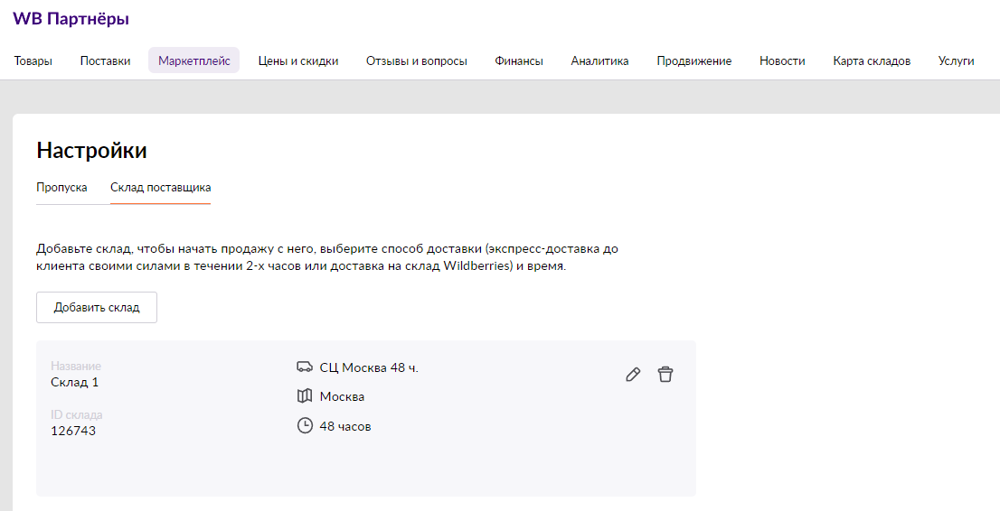 WB Партнёры
Товары Поставки Маркетплейс Цены и скидки Отзывы и вопросы Финансы Аналитика Продвижение Новости Карта складов Услуги
Настройки
Пропуска Склад поставщика
Добавьте склад, чтобы начать продажу с него, выберите способ доставки (экспресс-доставка до
клиента своими силами в течении 2-х часов или доставка на склад Wildberries) и время.
Добавить склад
Название
Склад 1
ID склада
126743
СЦ Москва 48 ч.
Москва
48 часов